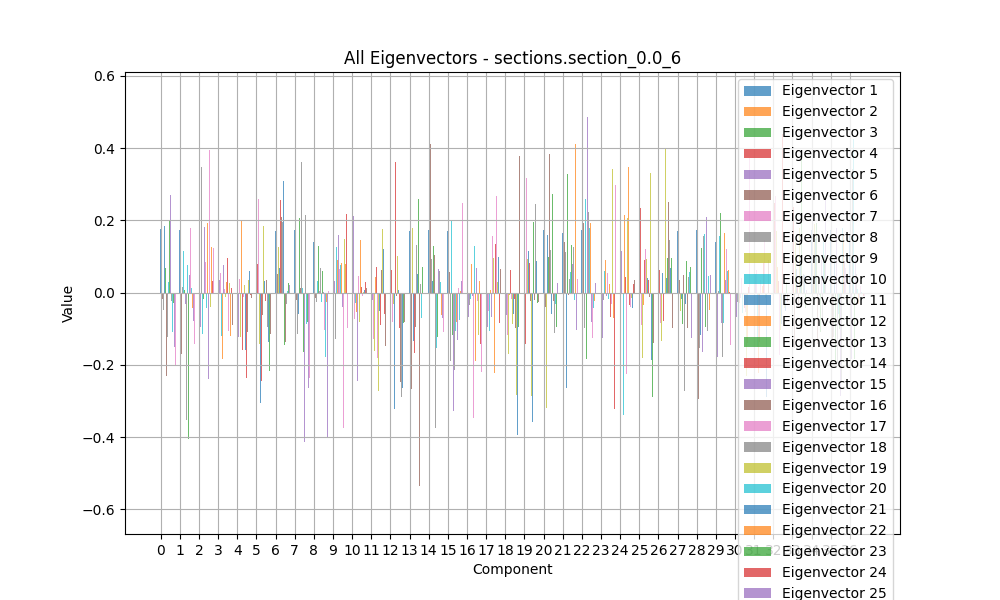 All Eigenvectors - sections.section_0.0_6
0.6
0.4
0.2
0.0
−0.2
−0.4
−0.6
Value
0 1 2 3 4 5 6 7 8 9 10 11 12 13 14 15 16 17 18 19 20 21 22 23 24 25 26 27 28 29 30
Component
Eigenvector 1
Eigenvector 2
Eigenvector 3
Eigenvector 4
Eigenvector 5
Eigenvector 6
Eigenvector 7
Eigenvector 8
Eigenvector 9
Eigenvector 10
Eigenvector 11
Eigenvector 12
Eigenvector 13
Eigenvector 14
Eigenvector 15
Eigenvector 16
Eigenvector 17
Eigenvector 18
Eigenvector 19
Eigenvector 20
Eigenvector 21
Eigenvector 22
Eigenvector 23
Eigenvector 24
Eigenvector 25